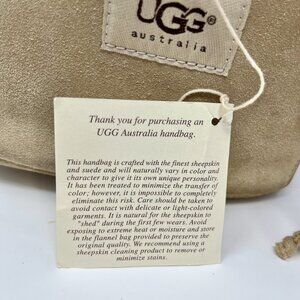 UGG
australia
Thank you for purchasing an
UGG Australia handbag.
This handbag is crafted with the finest sheepskin
and suede and will naturally vary in color and
character to give it its own unique personality.
It has been treated to minimize the transfer of
color; however, it is impossible to completely
eliminate this risk. Care should be taken to
avoid contact with delicate or light-colored
garments. It is natural for the sheepskin to
"shed" during the first few wears. Avoid
exposing to extreme heat or moisture and store in
the flannel bag provided to preserve the
original quality. We recommend using a
sheepskin cleaning product to remove or
minimize stains.